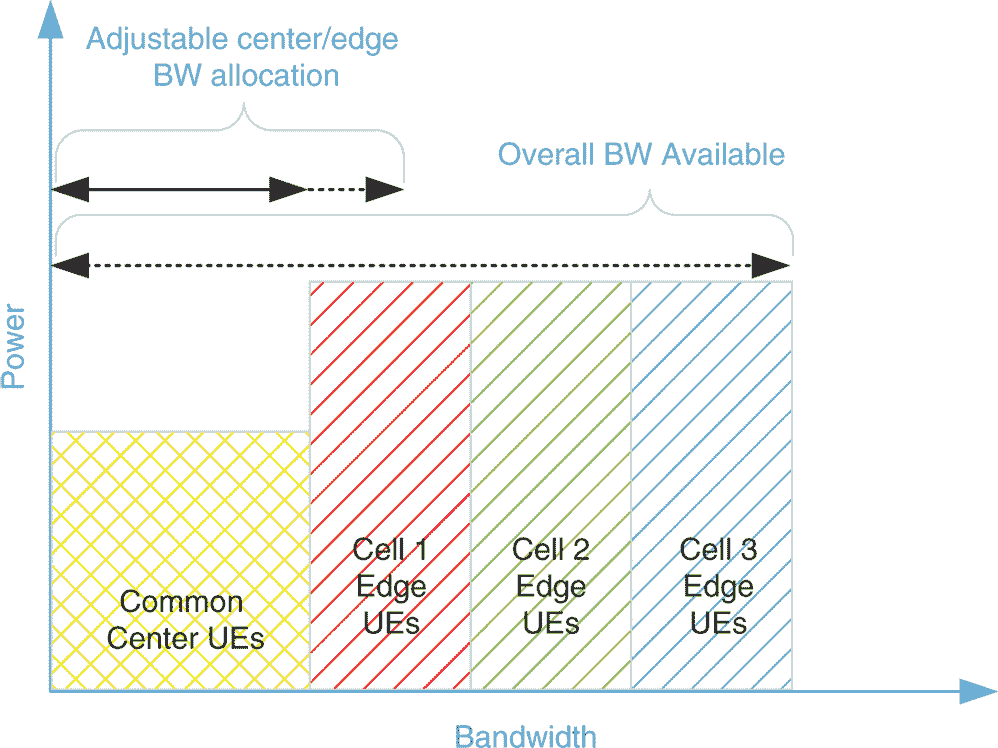 Adjustable center/edge
BW allocation
Overall BW Available
Power
Cell 1
Edge
UEs
Cell 2
Edge
UEs
Cell 3
Edge
UEs
Common
Center UEs
Bandwidth